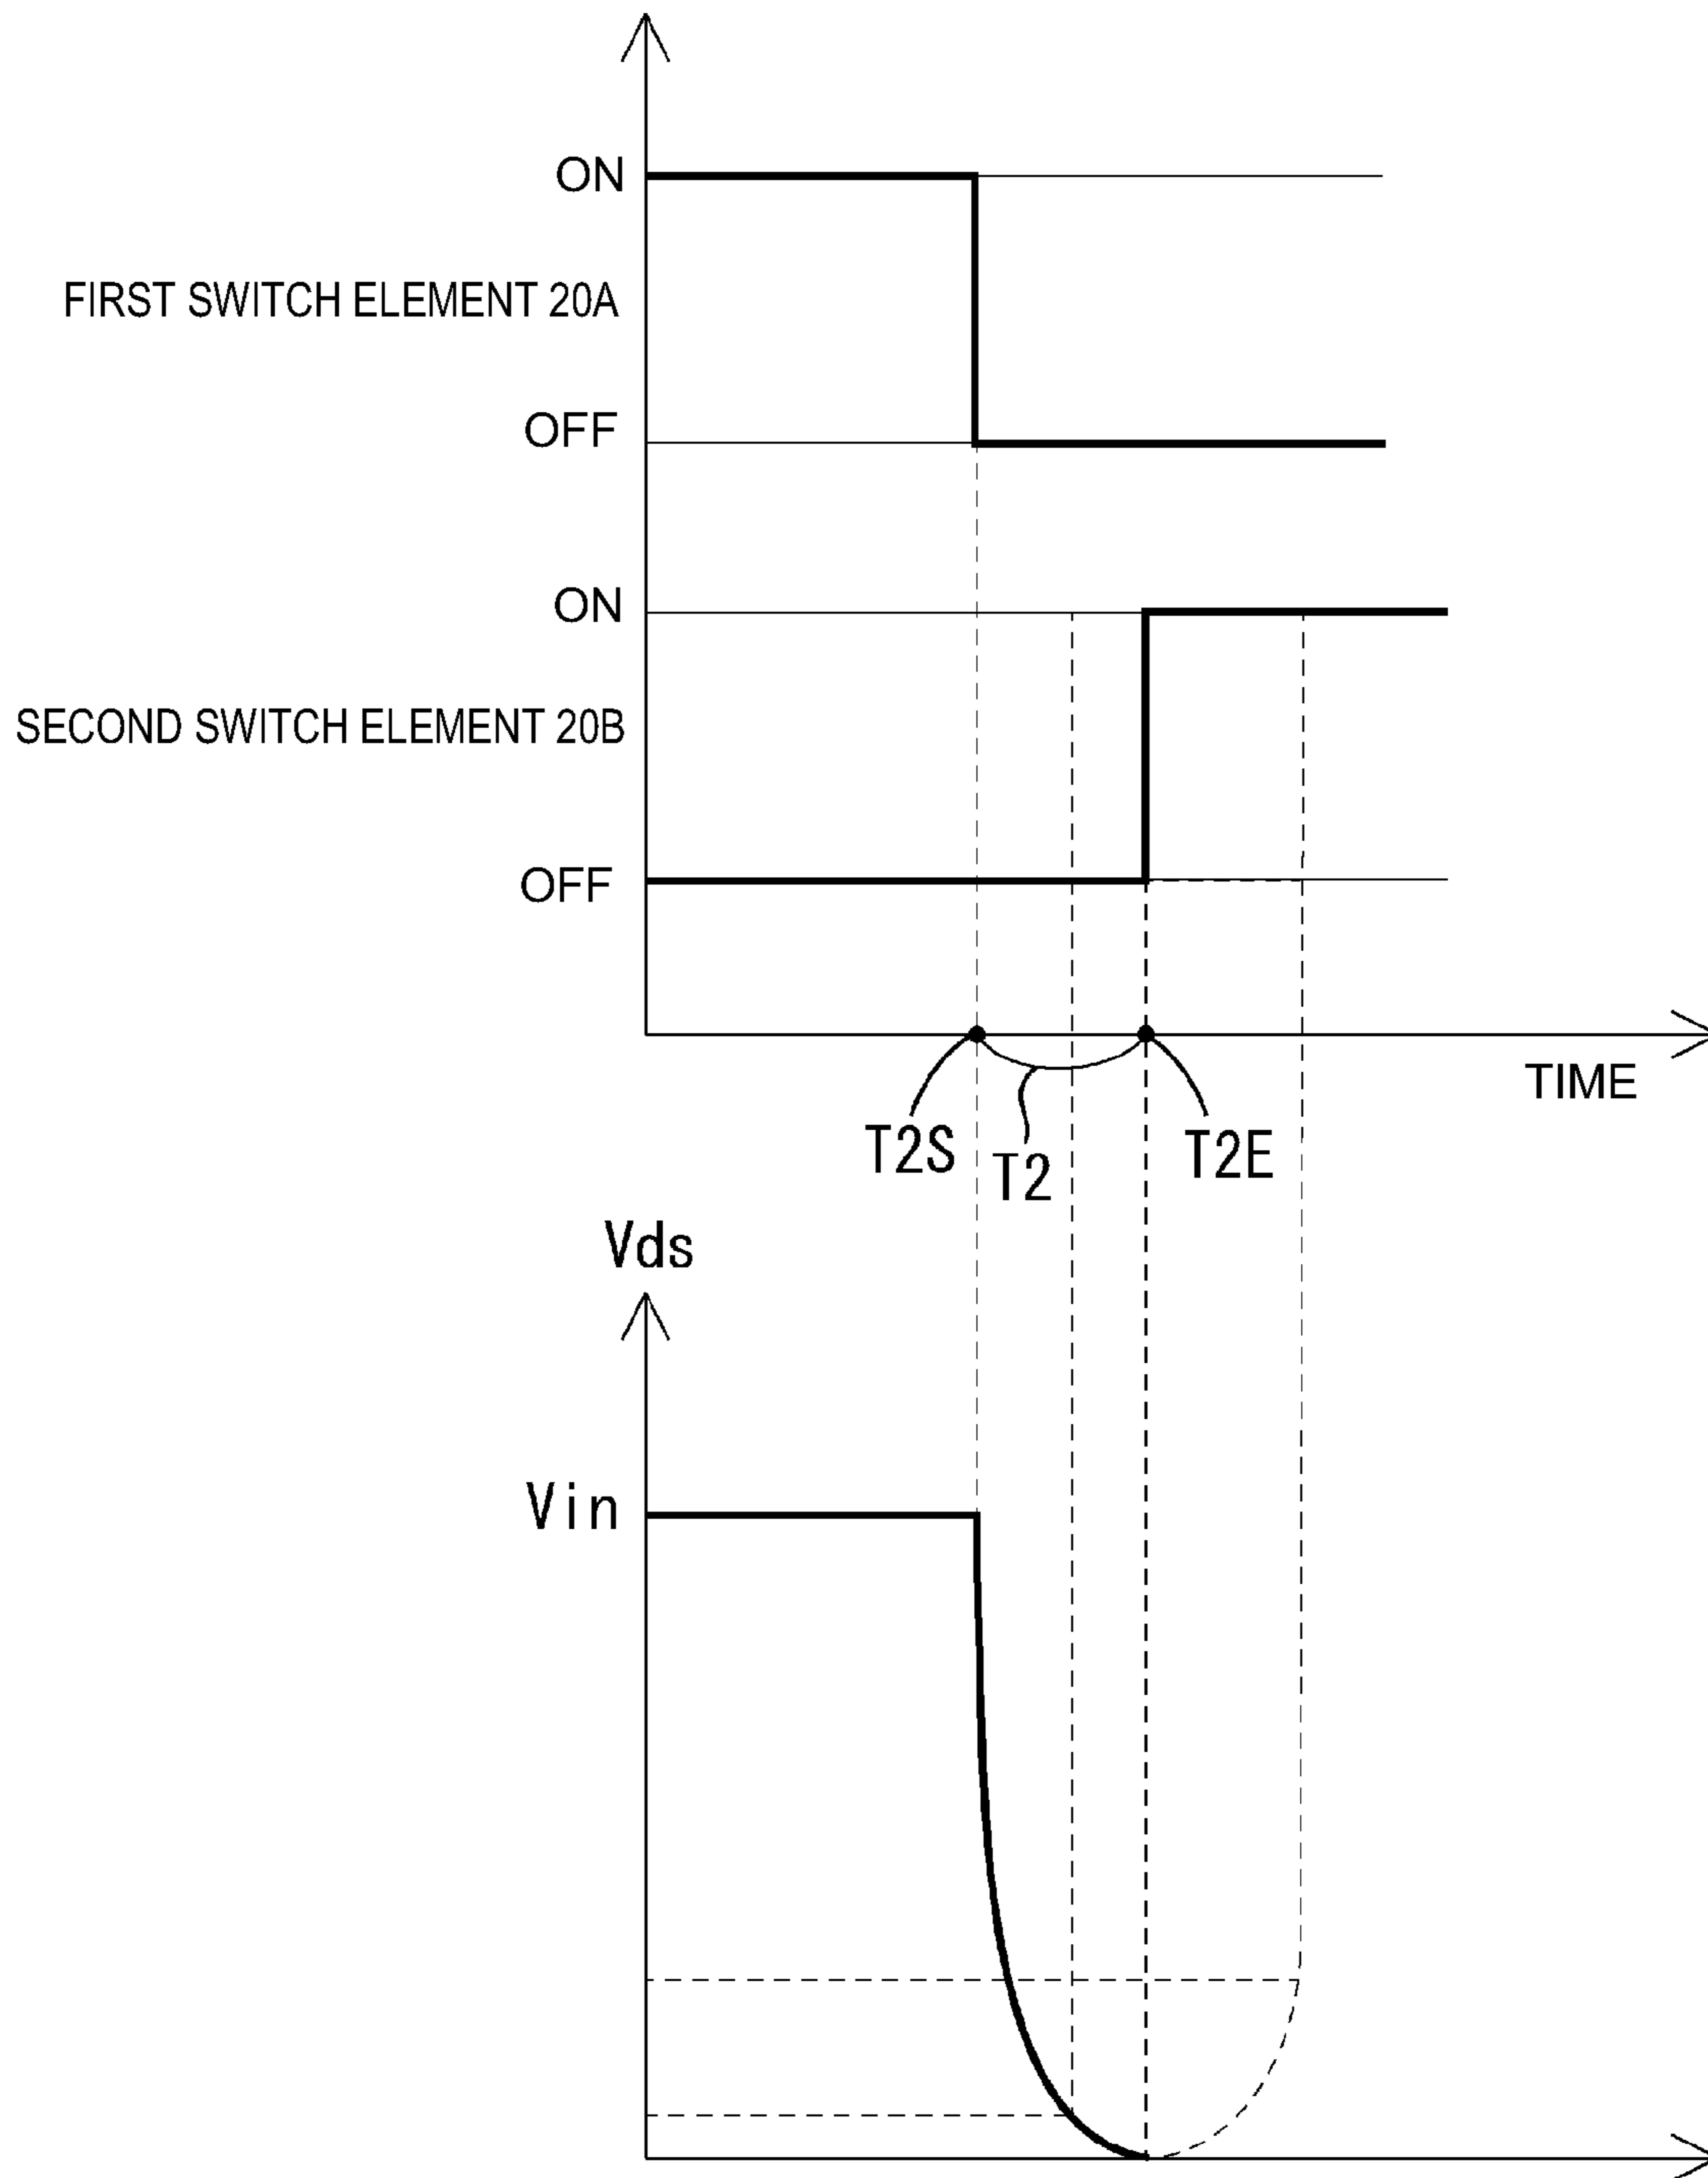 ON
FIRST SWITCH ELEMENT 20A
OFF
ON
SECOND SWITCH ELEMENT 20B
OFF
TIME
T2S
T2
T2E
Vds
Vin